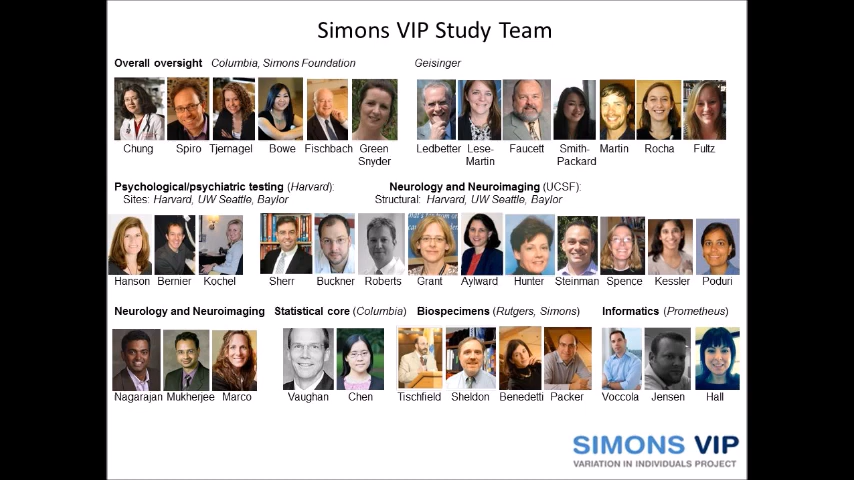 Simons VIP Study Team
Overall oversight Columbia, Simons Foundation Geisinger
Chung Spiro Tjernagel Bowe Fischbach Green Snyder Ledbetter Lese-Martin Faucett Smith-Packard Martin Rocha Fultz
Psychological/psychiatric testing (Harvard): Neurology and Neuroimaging (UCSF):
Sites: Harvard, UW Seattle, Baylor Structural: Harvard, UW Seattle, Baylor
Hanson Bernier Kochel Sherr Buckner Roberts Grant Aylward Hunter Steinman Spence Kessler Poduri
Neurology and Neuroimaging Statistical core (Columbia) Biospecimens (Rutgers, Simons) Informatics (Prometheus)
Nagarajan Mukherjee Marco Vaughan Chen Tischfield Sheldon Benedetti Packer Voccola Jensen Hall
SIMONS VIP
VARIATION IN INDIVIDUALS PROJECT